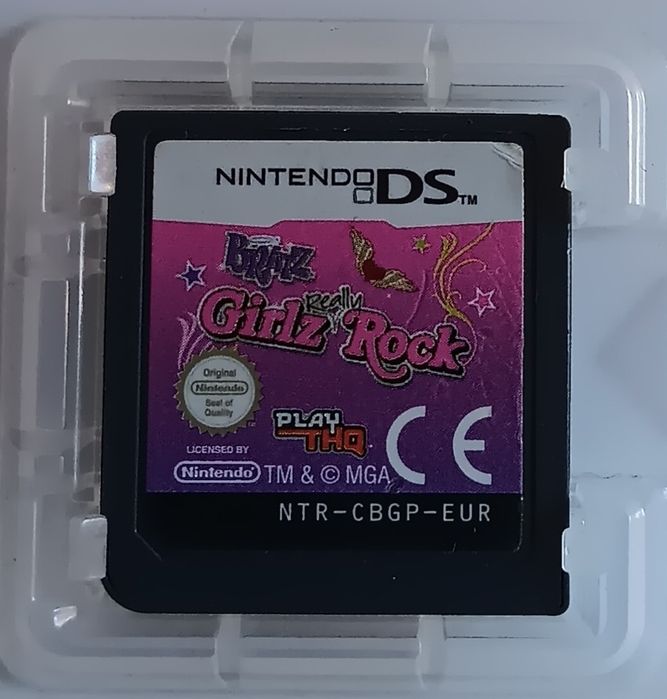 NINTENDO DS TM
BRATZ
Girlz Really Rock
Original
Nintendo
Seal of
Quality
PLAY
THQ
LICENSED BY
Nintendo
TM & © MGA
CE
NTR-CBGP-EUR